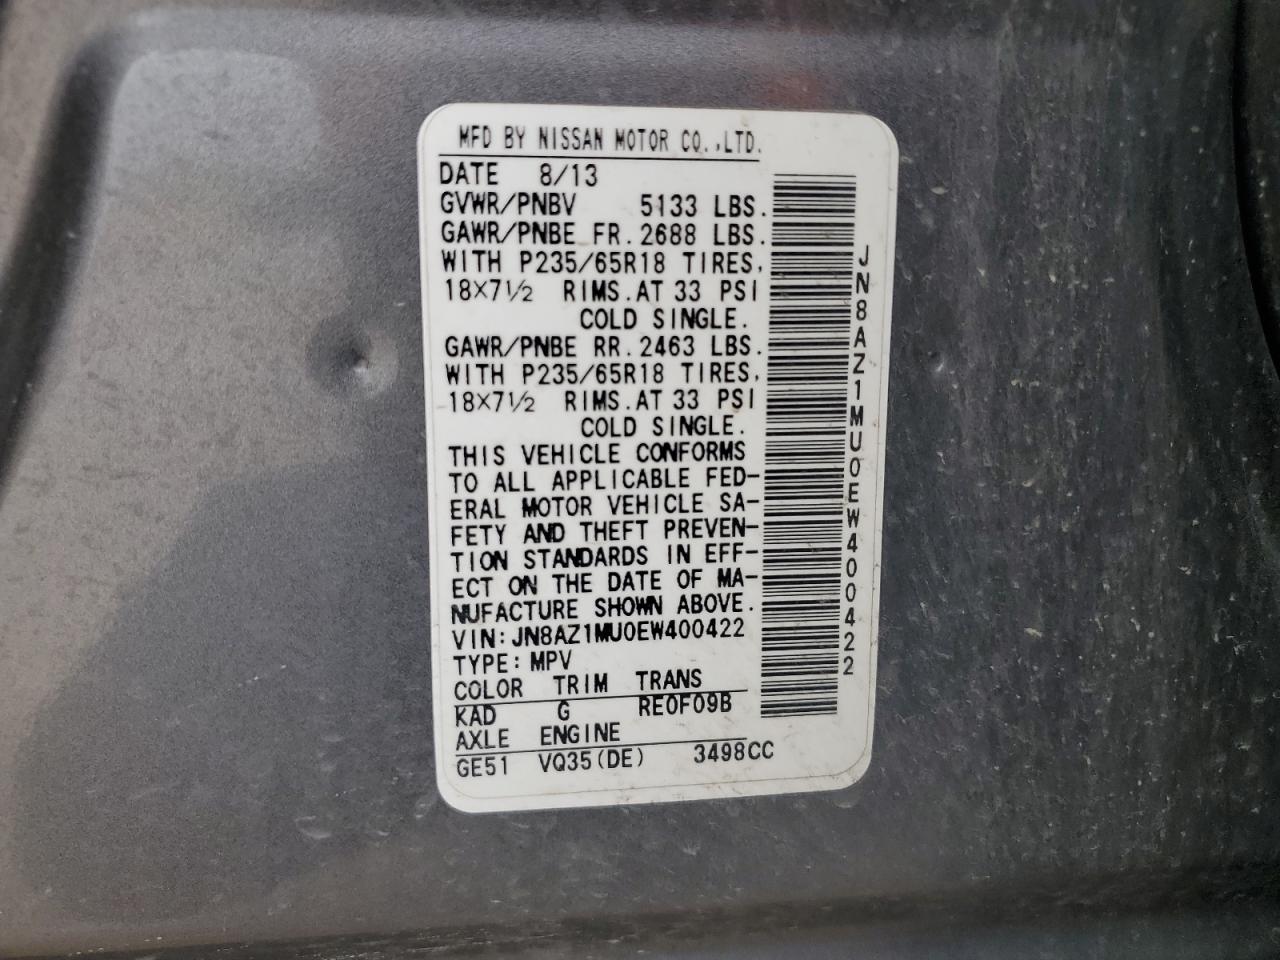 MFD BY NISSAN MOTOR CO.,LTD.
DATE 8/13
GVWR/PNBV 5133 LBS.
GAWR/PNBE FR. 2688 LBS.
WITH P235/65R18 TIRES,
18×7½ RIMS. AT 33 PSI
COLD SINGLE.
GAWR/PNBE RR. 2463 LBS.
WITH P235/65R18 TIRES,
18×7½ RIMS. AT 33 PSI
COLD SINGLE.
THIS VEHICLE CONFORMS
TO ALL APPLICABLE FED-
ERAL MOTOR VEHICLE SA-
FETY AND THEFT PREVEN-
TION STANDARDS IN EFF-
ECT ON THE DATE OF MA-
NUFACTURE SHOWN ABOVE.
VIN: JN8AZ1MU0EW400422
TYPE: MPV
COLOR TRIM TRANS
KAD G RE0F09B
AXLE ENGINE
GE51 VQ35(DE) 3498CC
JN8AZ1MU0EW400422